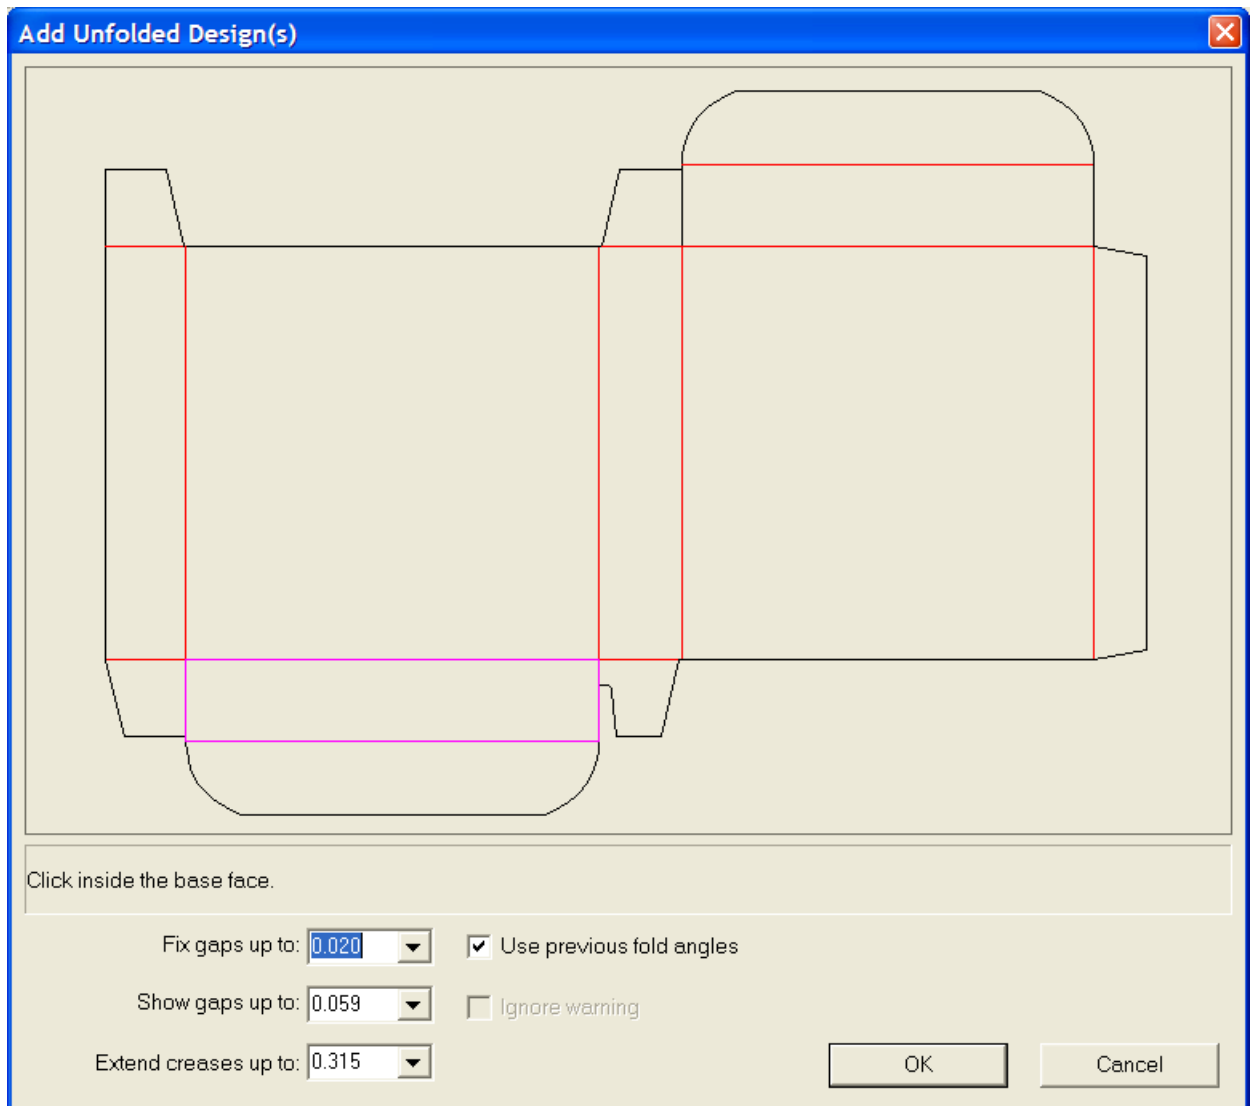 Add Unfolded Design(s)
Click inside the base face.
Fix gaps up to: 0.020 Use previous fold angles
Show gaps up to: 0.059 Ignore warning
Extend creases up to: 0.315 OK Cancel